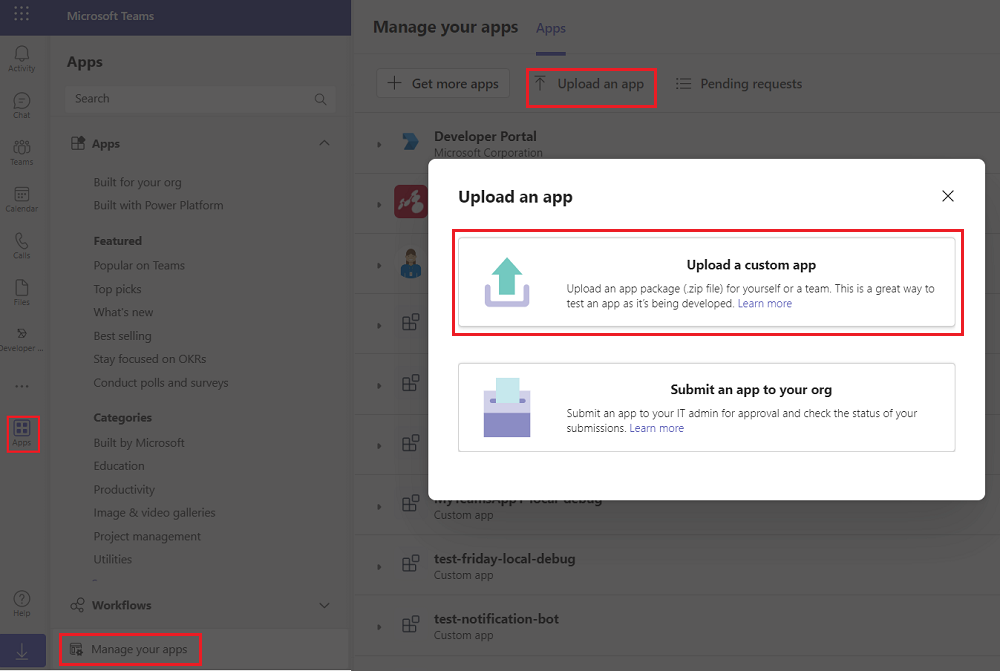 Microsoft Teams
Activity
Chat
Teams
Calendar
Calls
Files
Developer ...
Apps
Help
Apps
Search
Apps
Built for your org
Built with Power Platform
Featured
Popular on Teams
Top picks
What's new
Best selling
Stay focused on OKRs
Conduct polls and surveys
Categories
Built by Microsoft
Education
Productivity
Image & video galleries
Project management
Utilities
Workflows
Manage your apps
Manage your apps
Apps
Get more apps
Upload an app
Pending requests
Developer Portal
Microsoft Corporation
Upload an app
Upload a custom app
Upload an app package (.zip file) for yourself or a team. This is a great way to
test an app as it's being developed. Learn more
Submit an app to your org
Submit an app to your IT admin for approval and check the status of your
submissions. Learn more
MyTeamsApp1-local-debug
Custom app
test-friday-local-debug
Custom app
test-notification-bot
Custom app